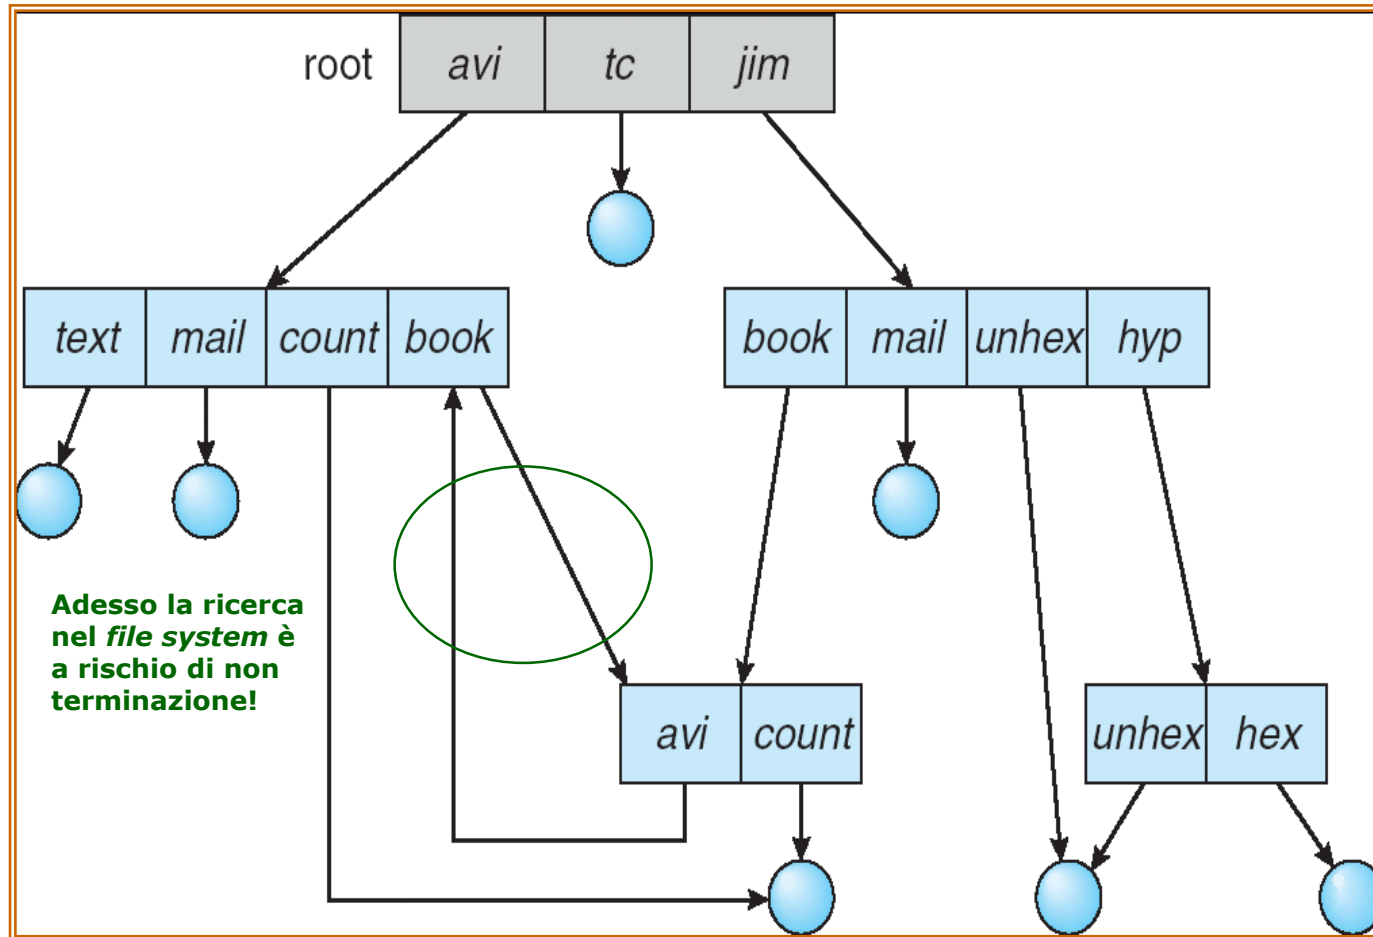 root avi tc jim
text mail count book book mail unhex hyp
Adesso la ricerca
nel file system è
a rischio di non
terminazione!
avi count unhex hex